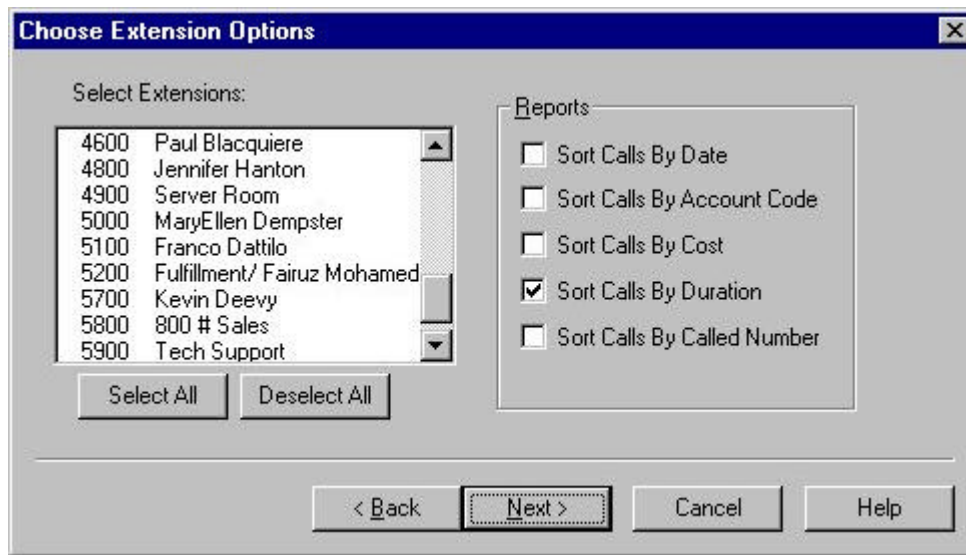 Choose Extension Options
Select Extensions:
4600 Paul Blacquiere
4800 Jennifer Hanton
4900 Server Room
5000 MaryEllen Dempster
5100 Franco Dattilo
5200 Fulfillment/ Fairuz Mohamed
5700 Kevin Deevy
5800 800 # Sales
5900 Tech Support
Select All
Deselect All
Reports
Sort Calls By Date
Sort Calls By Account Code
Sort Calls By Cost
Sort Calls By Duration
Sort Calls By Called Number
< Back
Next >
Cancel
Help